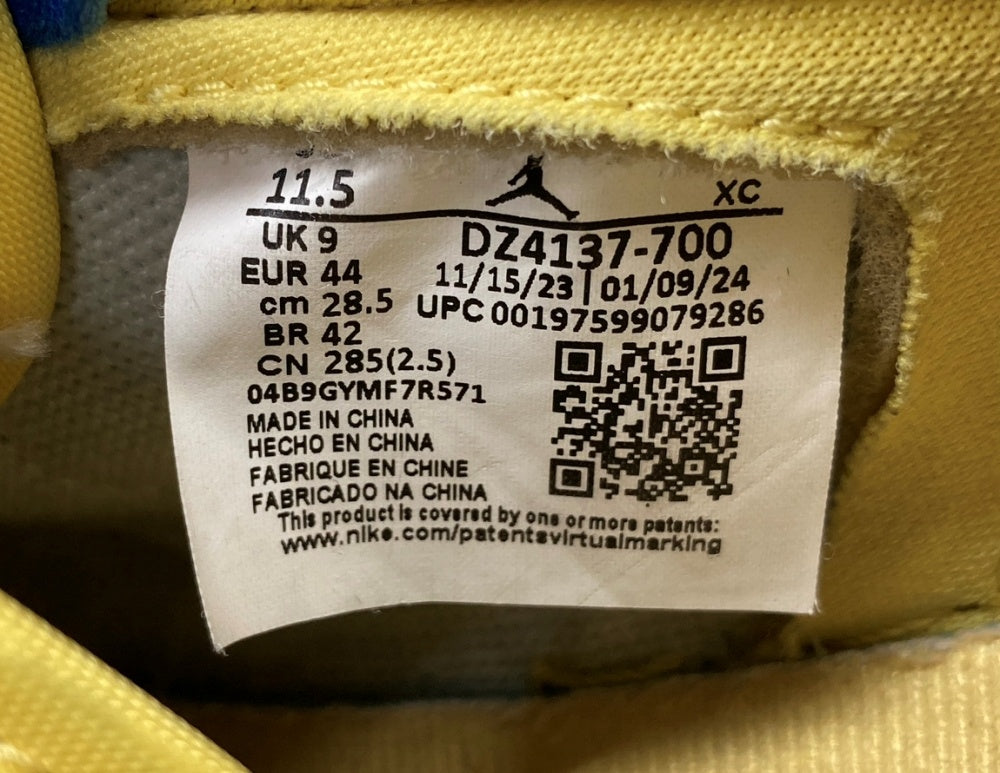 11.5 XC
UK 9
EUR 44
cm 28.5
BR 42
CN 285(2.5)
04B9GYMF7R571
DZ4137-700
11/15/23 | 01/09/24
UPC 00197599079286
MADE IN CHINA
HECHO EN CHINA
FABRIQUE EN CHINE
FABRICADO NA CHINA
This product is covered by one or more patents:
www.nike.com/patentsvirtualmarking